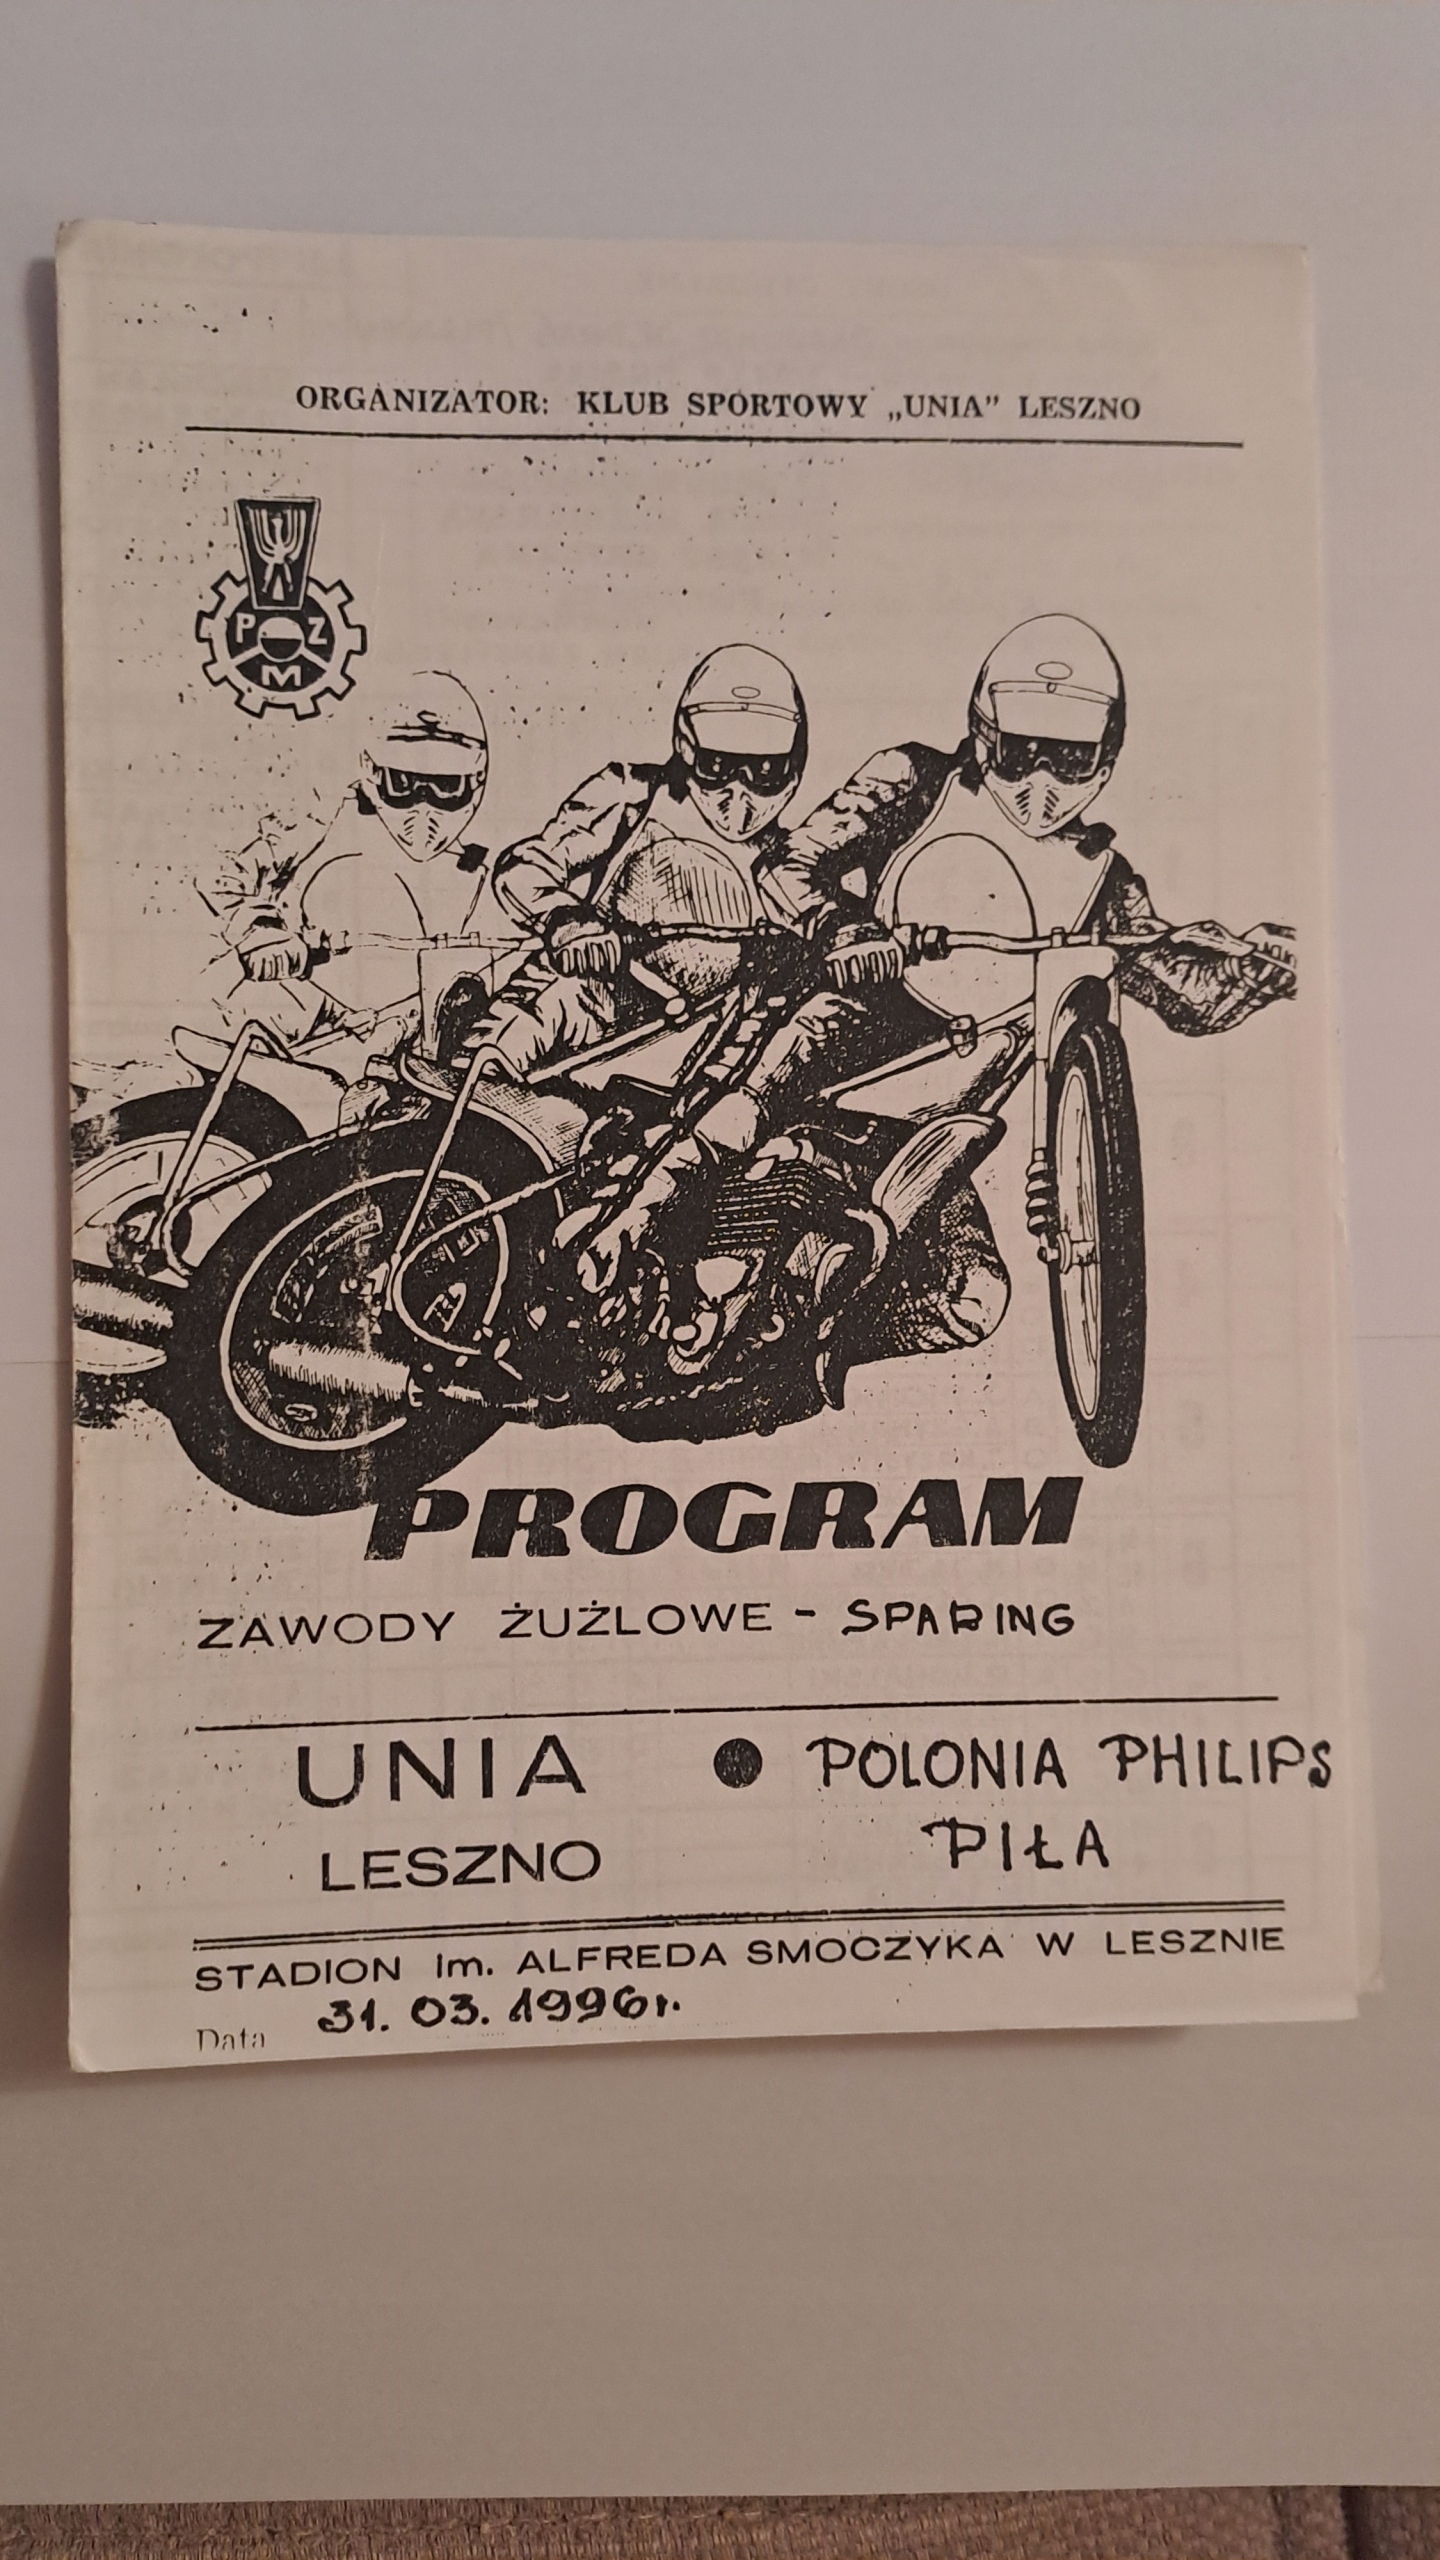 ORGANIZATOR: KLUB SPORTOWY „UNIA” LESZNO
P Z
M
PROGRAM
ZAWODY ŻUŻLOWE - SPARING
UNIA ● POLONIA PHILIPS
LESZNO PIŁA
STADION Im. ALFREDA SMOCZYKA W LESZNIE
Data 31. 03. 1996r.